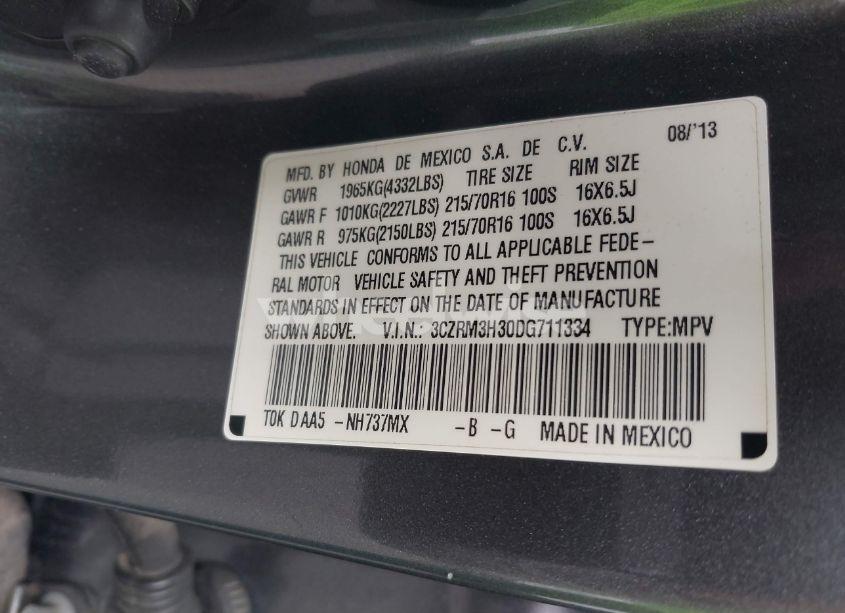 MFD. BY HONDA DE MEXICO S.A. DE C.V. 08/'13
GVWR 1965KG(4332LBS) TIRE SIZE RIM SIZE
GAWR F 1010KG(2227LBS) 215/70R16 100S 16X6.5J
GAWR R 975KG(2150LBS) 215/70R16 100S 16X6.5J
THIS VEHICLE CONFORMS TO ALL APPLICABLE FEDE–
RAL MOTOR VEHICLE SAFETY AND THEFT PREVENTION
STANDARDS IN EFFECT ON THE DATE OF MANUFACTURE
SHOWN ABOVE. V.I.N.: 3CZRM3H30DG711334 TYPE:MPV
T0K D AA5 –NH737MX –B –G MADE IN MEXICO